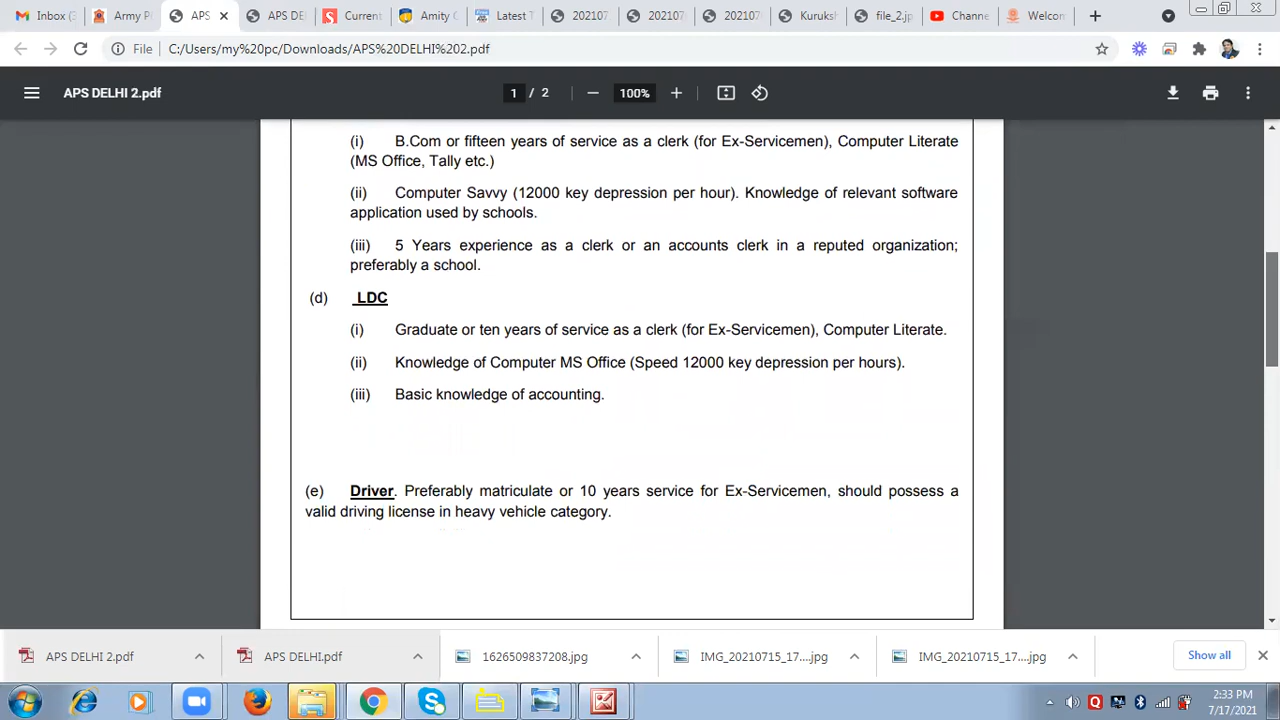 Inbox (3
Army P
APS
APS DE
Current
Amity
Latest T
202107
202107
202107
Kuruksh
file_2.jp
Channe
Welcom
File C:/Users/my%20pc/Downloads/APS%20DELHI%202.pdf
APS DELHI 2.pdf
1 / 2
100%
(i) B.Com or fifteen years of service as a clerk (for Ex-Servicemen), Computer Literate
(MS Office, Tally etc.)
(ii) Computer Savvy (12000 key depression per hour). Knowledge of relevant software
application used by schools.
(iii) 5 Years experience as a clerk or an accounts clerk in a reputed organization;
preferably a school.
(d) LDC
(i) Graduate or ten years of service as a clerk (for Ex-Servicemen), Computer Literate.
(ii) Knowledge of Computer MS Office (Speed 12000 key depression per hours).
(iii) Basic knowledge of accounting.
(e) Driver. Preferably matriculate or 10 years service for Ex-Servicemen, should possess a
valid driving license in heavy vehicle category.
APS DELHI 2.pdf
APS DELHI.pdf
1626509837208.jpg
IMG_20210715_17....jpg
IMG_20210715_17....jpg
Show all
2:33 PM
7/17/2021